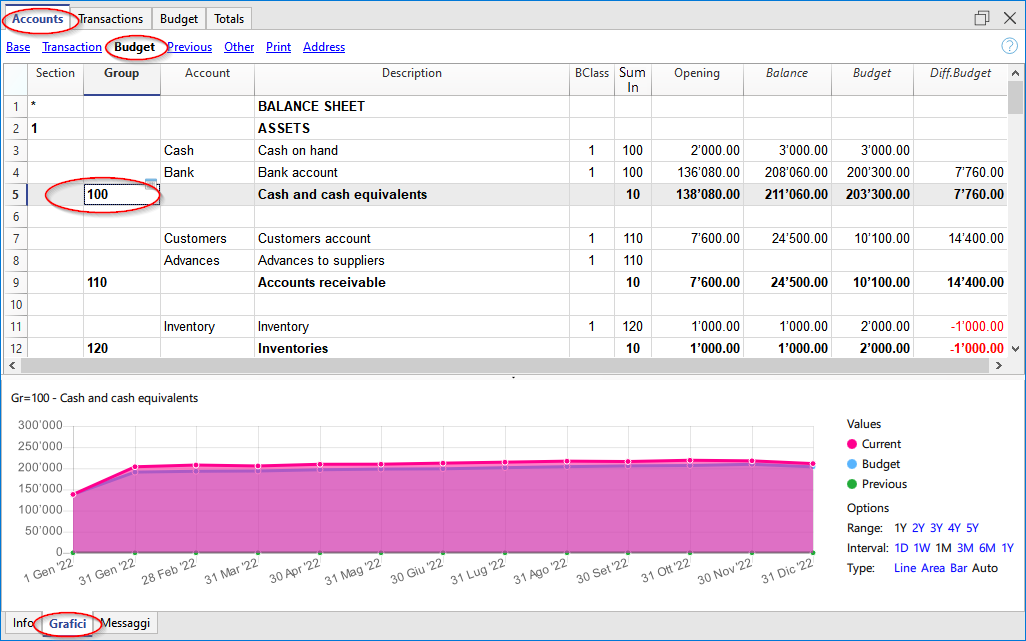 Accounts Transactions Budget Totals
Base Transaction Budget Previous Other Print Address
Section Group Account Description BClass Sum In Opening Balance Budget Diff.Budget
1 * BALANCE SHEET
2 1 ASSETS
3 Cash Cash on hand 1 100 2'000.00 3'000.00 3'000.00
4 Bank Bank account 1 100 136'080.00 208'060.00 200'300.00 7'760.00
5 100 Cash and cash equivalents 10 138'080.00 211'060.00 203'300.00 7'760.00
6
7 Customers Customers account 1 110 7'600.00 24'500.00 10'100.00 14'400.00
8 Advances Advances to suppliers 1 110
9 110 Accounts receivable 10 7'600.00 24'500.00 10'100.00 14'400.00
10
11 Inventory Inventory 1 120 1'000.00 1'000.00 2'000.00 -1'000.00
12 120 Inventories 10 1'000.00 1'000.00 2'000.00 -1'000.00
Gr=100 - Cash and cash equivalents
300'000
250'000
200'000
150'000
100'000
50'000
0
1 Gen '22 31 Gen '22 28 Feb '22 31 Mar '22 30 Apr '22 31 Mag '22 30 Giu '22 31 Lug '22 31 Ago '22 30 Set '22 31 Ott '22 30 Nov '22 31 Dic '22
Values
Current
Budget
Previous
Options
Range: 1Y 2Y 3Y 4Y 5Y
Interval: 1D 1W 1M 3M 6M 1Y
Type: Line Area Bar Auto
Info Grafici Messaggi